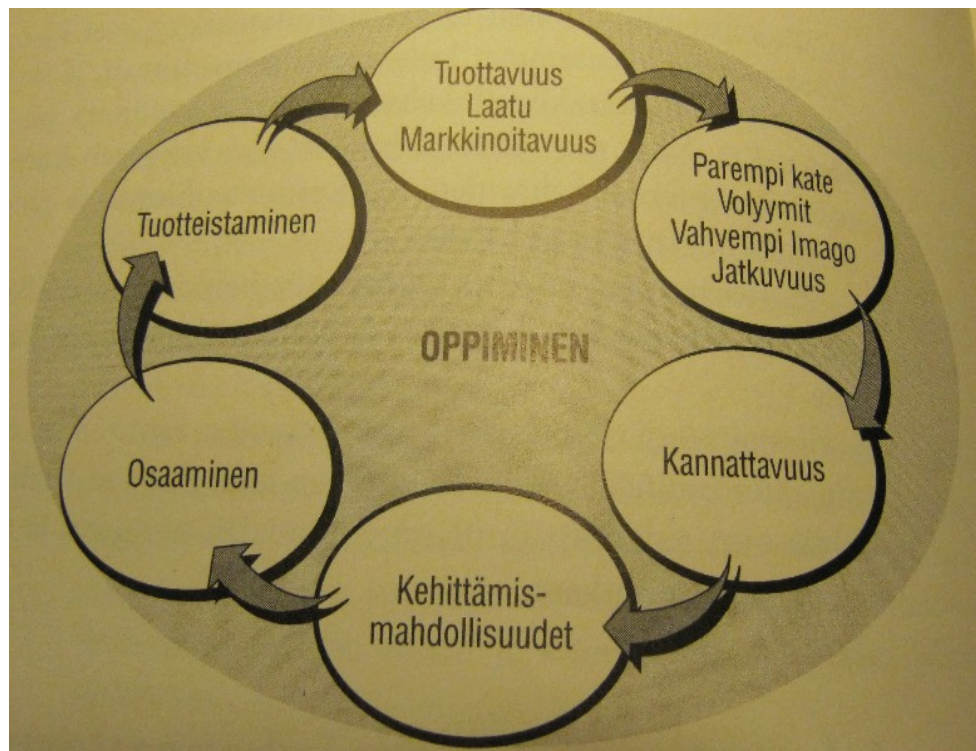 Tuottavuus
Laatu
Markkinoitavuus
Parempi kate
Volyymit
Vahvempi Imago
Jatkuvuus
Tuotteistaminen
OPPIMINEN
Kannattavuus
Osaaminen
Kehittämis-
mahdollisuudet